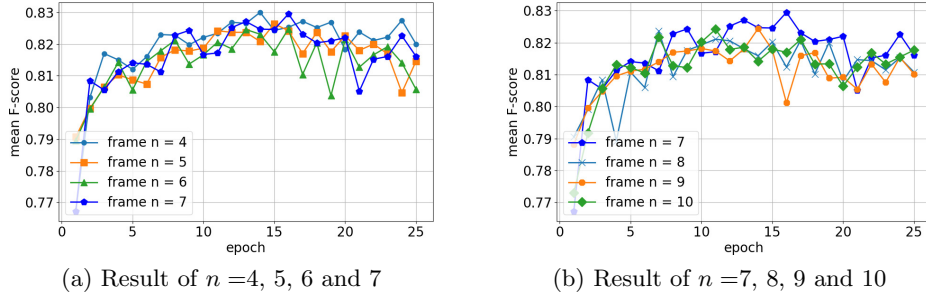 0.83
0.82
0.81
0.80
0.79
0.78
0.77
mean F-score
frame n = 4
frame n = 5
frame n = 6
frame n = 7
0 5 10 15 20 25
epoch
(a) Result of n =4, 5, 6 and 7
0.83
0.82
0.81
0.80
0.79
0.78
0.77
mean F-score
frame n = 7
frame n = 8
frame n = 9
frame n = 10
0 5 10 15 20 25
epoch
(b) Result of n =7, 8, 9 and 10